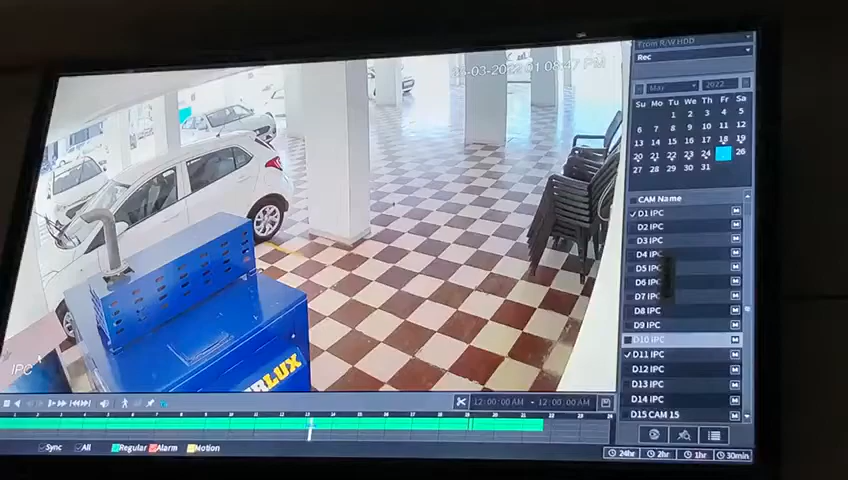 From R/W HDD
Rec
May 2022
Su Mo Tu We Th Fr Sa
1 2 3 4 5
6 7 8 9 10 11 12
13 14 15 16 17 18 19
20 21 22 23 24 26
27 28 29 30 31
CAM Name
D1 IPC
D2 IPC
D3 IPC
D4 IPC
D5 IPC
D6 IPC
D7 IPC
D8 IPC
D9 IPC
D10 IPC
D11 IPC
D12 IPC
D13 IPC
D14 IPC
D15 CAM 15
IPC
RLUX
12:00:00 AM - 12:00:00 AM
Sync All Regular Alarm Motion
24hr 2hr 1hr 30min